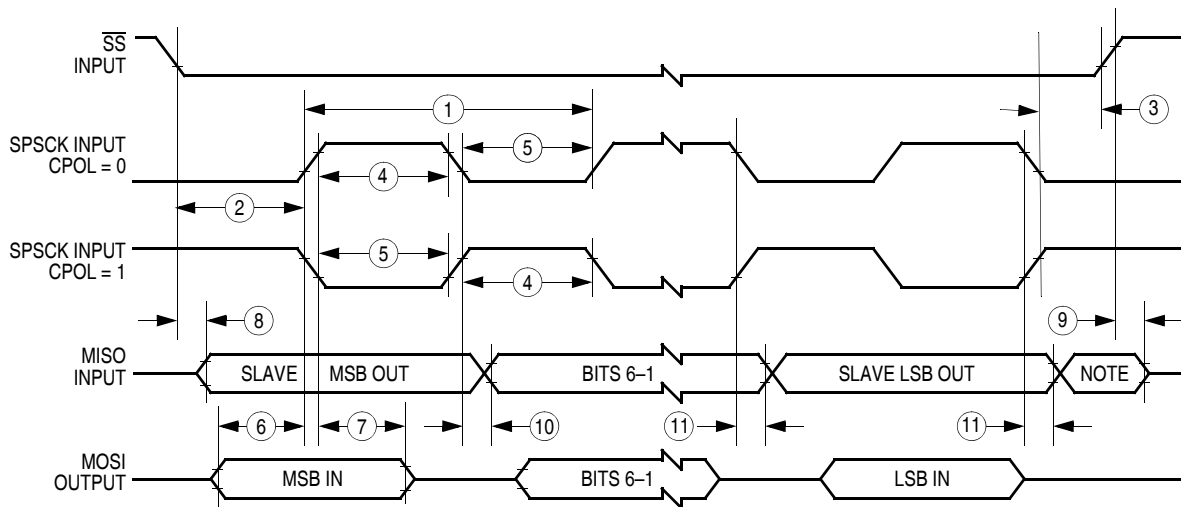 SS
INPUT
1
3
SPSCK INPUT
CPOL = 0
5
4
2
SPSCK INPUT
CPOL = 1
5
4
8
9
MISO
INPUT
SLAVE MSB OUT
BITS 6–1
SLAVE LSB OUT
NOTE
6
7
10
11
11
MOSI
OUTPUT
MSB IN
BITS 6–1
LSB IN